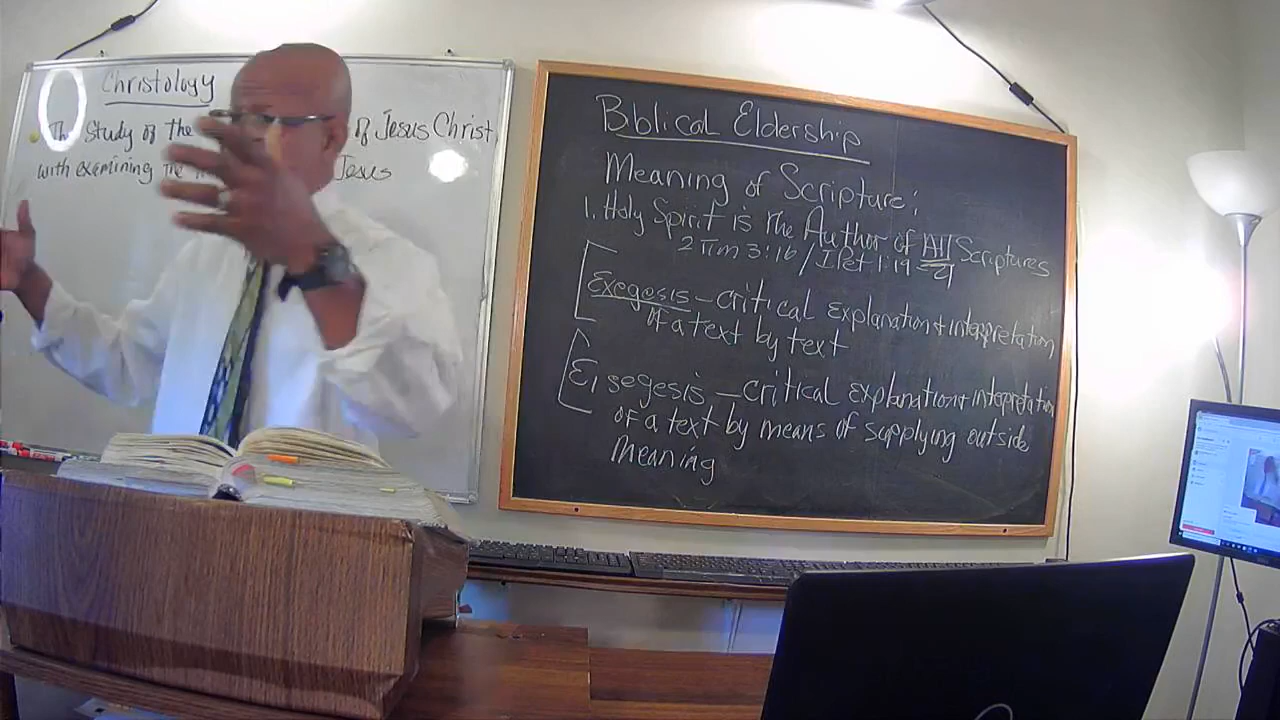 Christology
The Study of the of Jesus Christ
with examining the Jesus
Biblical Eldership
Meaning of Scripture:
1. Holy Spirit is the Author of All Scriptures
2 Tim 3:16 / I Pet 1:19-21
Exegesis - critical explanation & interpretation
of a text by text
Eisegesis - critical explanation & interpretation
of a text by means of supplying outside
meaning